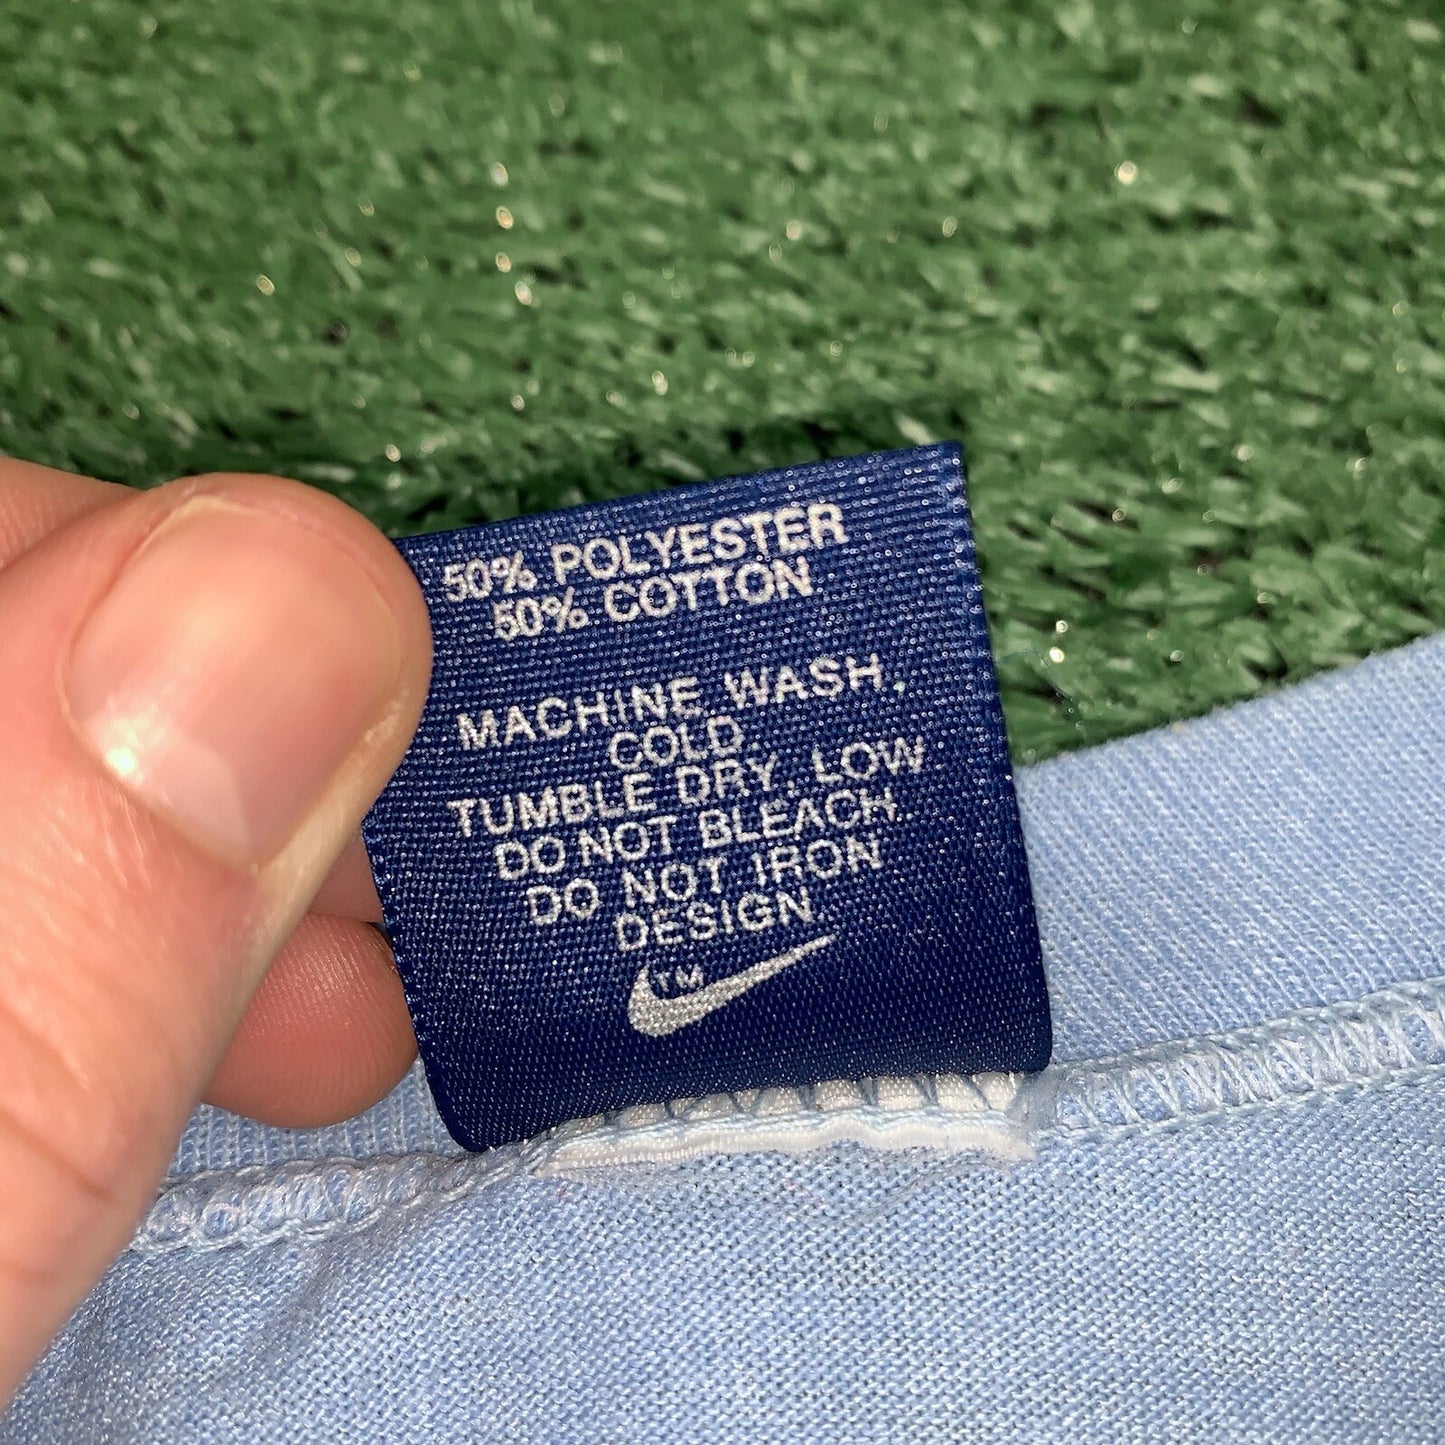 50% POLYESTER
50% COTTON
MACHINE WASH,
COLD
TUMBLE DRY, LOW
DO NOT BLEACH.
DO NOT IRON
DESIGN
TM